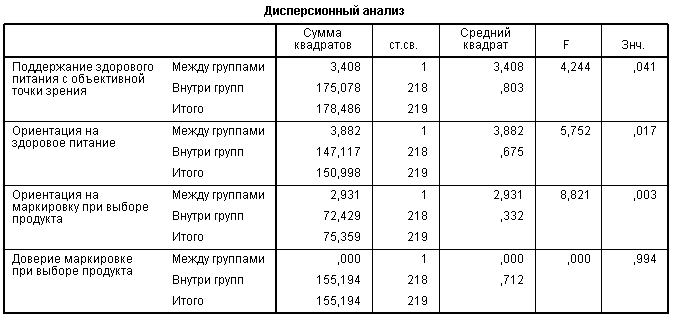 Дисперсионный анализ
Сумма квадратов ст.св. Средний квадрат F Знч.
Поддержание здорового питания с объективной точки зрения Между группами 3,408 1 3,408 4,244 ,041
Внутри групп 175,078 218 ,803
Итого 178,486 219
Ориентация на здоровое питание Между группами 3,882 1 3,882 5,752 ,017
Внутри групп 147,117 218 ,675
Итого 150,998 219
Ориентация на маркировку при выборе продукта Между группами 2,931 1 2,931 8,821 ,003
Внутри групп 72,429 218 ,332
Итого 75,359 219
Доверие маркировке при выборе продукта Между группами ,000 1 ,000 ,000 ,994
Внутри групп 155,194 218 ,712
Итого 155,194 219